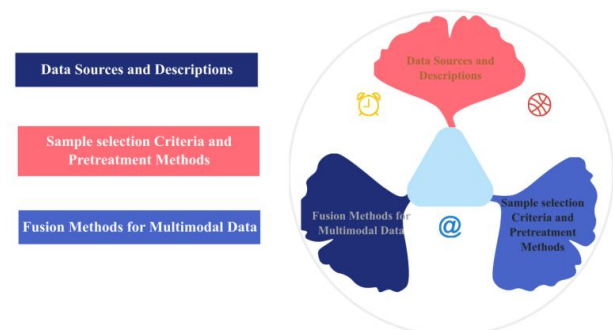 Data Sources and Descriptions
Sample selection Criteria and
Pretreatment Methods
Fusion Methods for Multimodal Data
Data Sources and
Descriptions
Fusion Methods for
Multimodal Data
@
Sample selection
Criteria and
Pretreatment
Methods